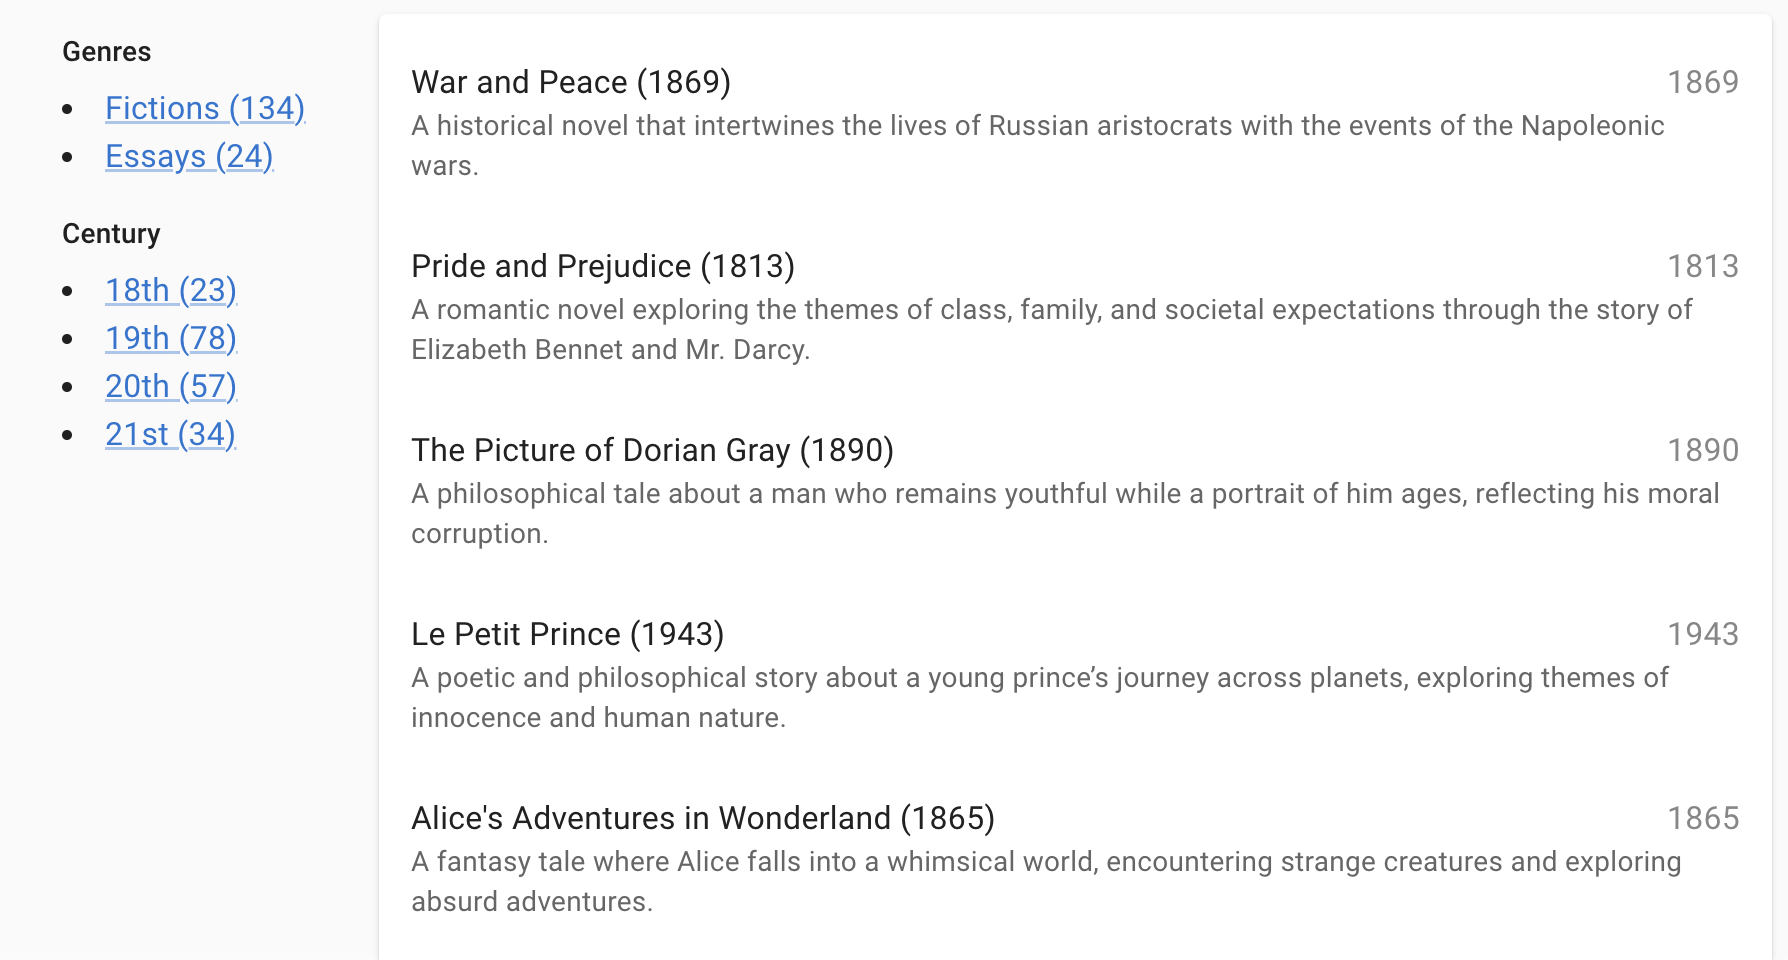 Genres
Fictions (134)
Essays (24)
Century
18th (23)
19th (78)
20th (57)
21st (34)
War and Peace (1869)
1869
A historical novel that intertwines the lives of Russian aristocrats with the events of the Napoleonic
wars.
Pride and Prejudice (1813)
1813
A romantic novel exploring the themes of class, family, and societal expectations through the story of
Elizabeth Bennet and Mr. Darcy.
The Picture of Dorian Gray (1890)
1890
A philosophical tale about a man who remains youthful while a portrait of him ages, reflecting his moral
corruption.
Le Petit Prince (1943)
1943
A poetic and philosophical story about a young prince’s journey across planets, exploring themes of
innocence and human nature.
Alice's Adventures in Wonderland (1865)
1865
A fantasy tale where Alice falls into a whimsical world, encountering strange creatures and exploring
absurd adventures.